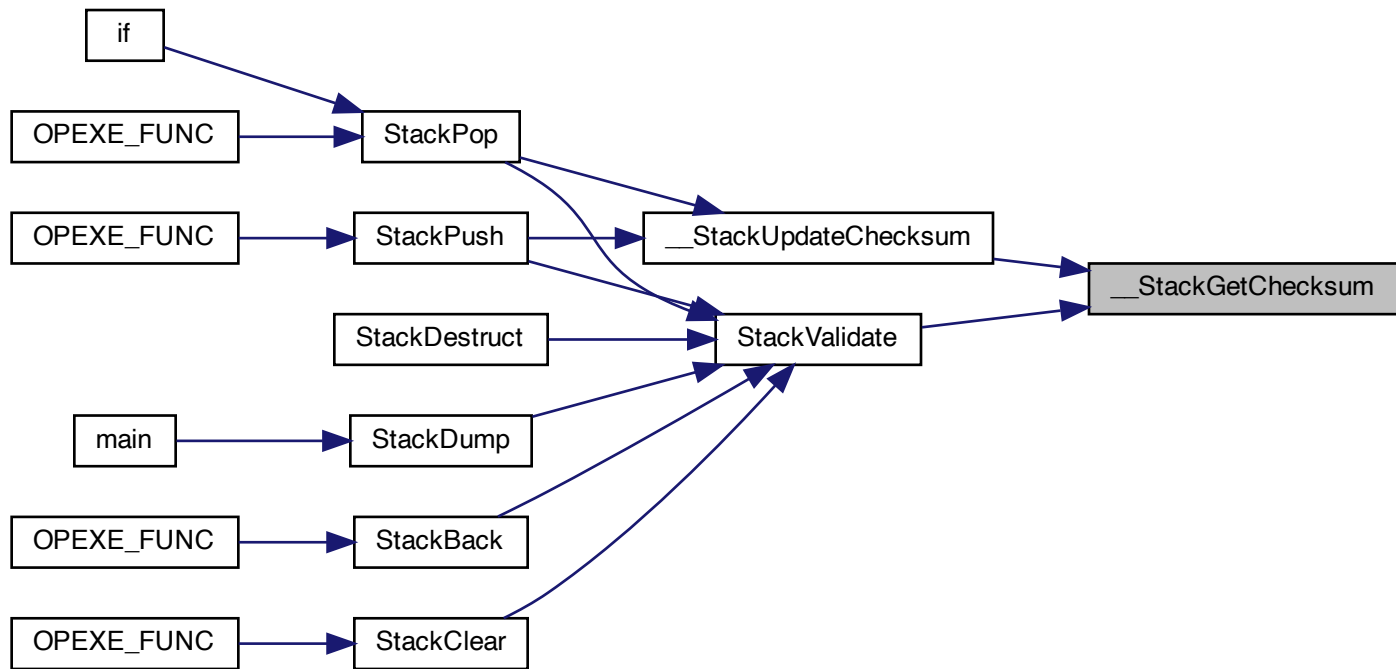 if
OPEXE_FUNC
StackPop
OPEXE_FUNC
StackPush
__StackUpdateChecksum
__StackGetChecksum
StackDestruct
StackValidate
main
StackDump
OPEXE_FUNC
StackBack
OPEXE_FUNC
StackClear